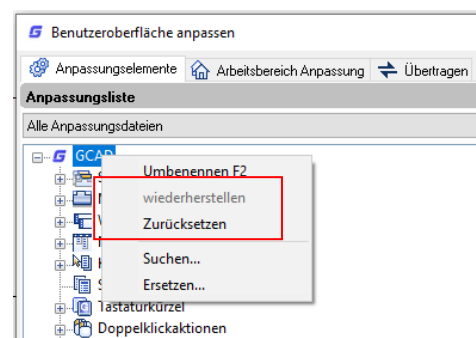 Benutzeroberfläche anpassen
Anpassungselemente Arbeitsbereich Anpassung Übertragen
Anpassungsliste
Alle Anpassungsdateien
GCAD
Umbenennen F2
wiederherstellen
Zurücksetzen
Suchen...
Ersetzen...
Tastaturkürzel
Doppelklickaktionen